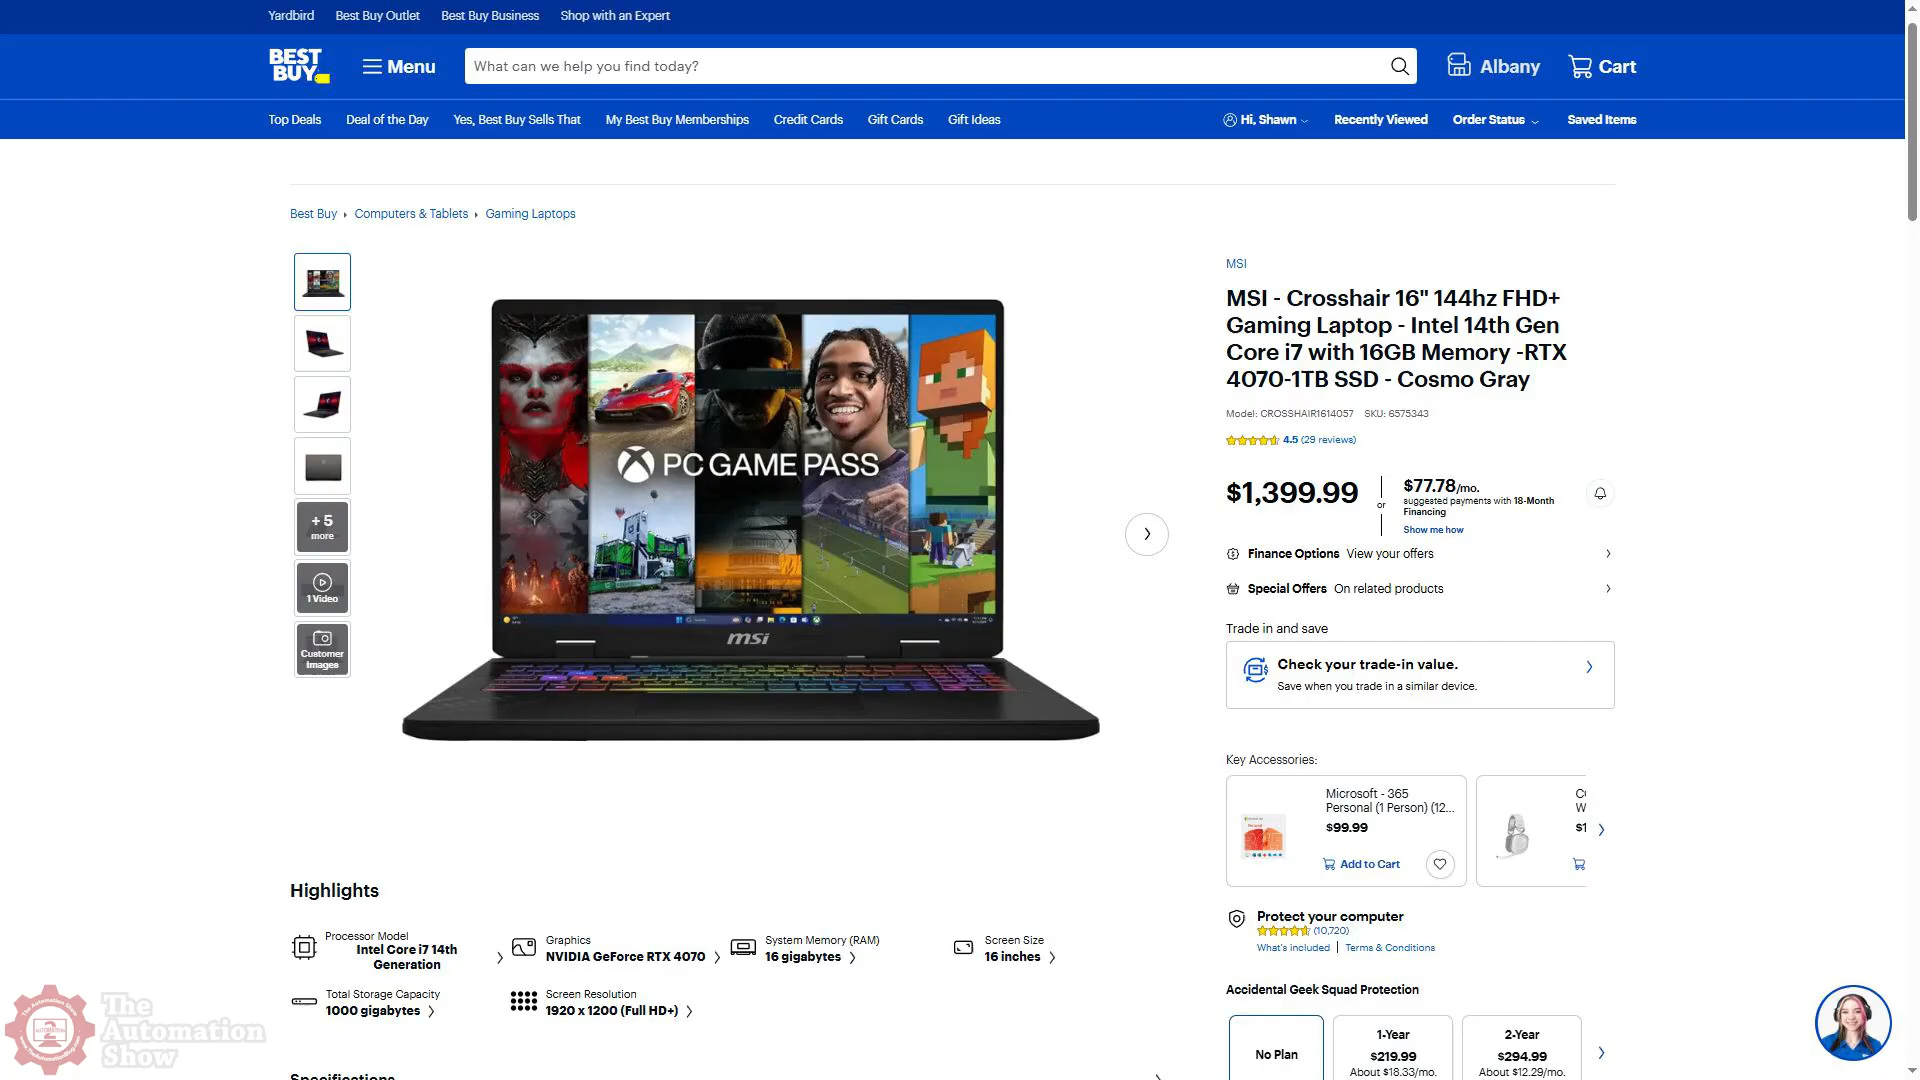 Yardbird Best Buy Outlet Best Buy Business Shop with an Expert
BEST BUY
Menu
What can we help you find today?
Albany
Cart
Top Deals Deal of the Day Yes, Best Buy Sells That My Best Buy Memberships Credit Cards Gift Cards Gift Ideas
Hi, Shawn Recently Viewed Order Status Saved Items
Best Buy Computers & Tablets Gaming Laptops
+ 5
more
1 Video
Customer
Images
PC GAME PASS
msi
MSI
MSI - Crosshair 16" 144hz FHD+
Gaming Laptop - Intel 14th Gen
Core i7 with 16GB Memory -RTX
4070-1TB SSD - Cosmo Gray
Model: CROSSHAIR1614057 SKU: 6575343
4.5 (29 reviews)
$1,399.99
or
$77.78/mo.
suggested payments with 18-Month
Financing
Show me how
Finance Options View your offers
Special Offers On related products
Trade in and save
Check your trade-in value.
Save when you trade in a similar device.
Key Accessories:
Microsoft - 365
Personal (1 Person) (12...
$99.99
Add to Cart
$1
Protect your computer
(10,720)
What's included Terms & Conditions
Accidental Geek Squad Protection
No Plan
1-Year
$219.99
About $18.33/mo.
2-Year
$294.99
About $12.29/mo.
Highlights
Processor Model
Intel Core i7 14th
Generation
Graphics
NVIDIA GeForce RTX 4070
System Memory (RAM)
16 gigabytes
Screen Size
16 inches
Total Storage Capacity
1000 gigabytes
Screen Resolution
1920 x 1200 (Full HD+)
Specifications
The
Automation
Show